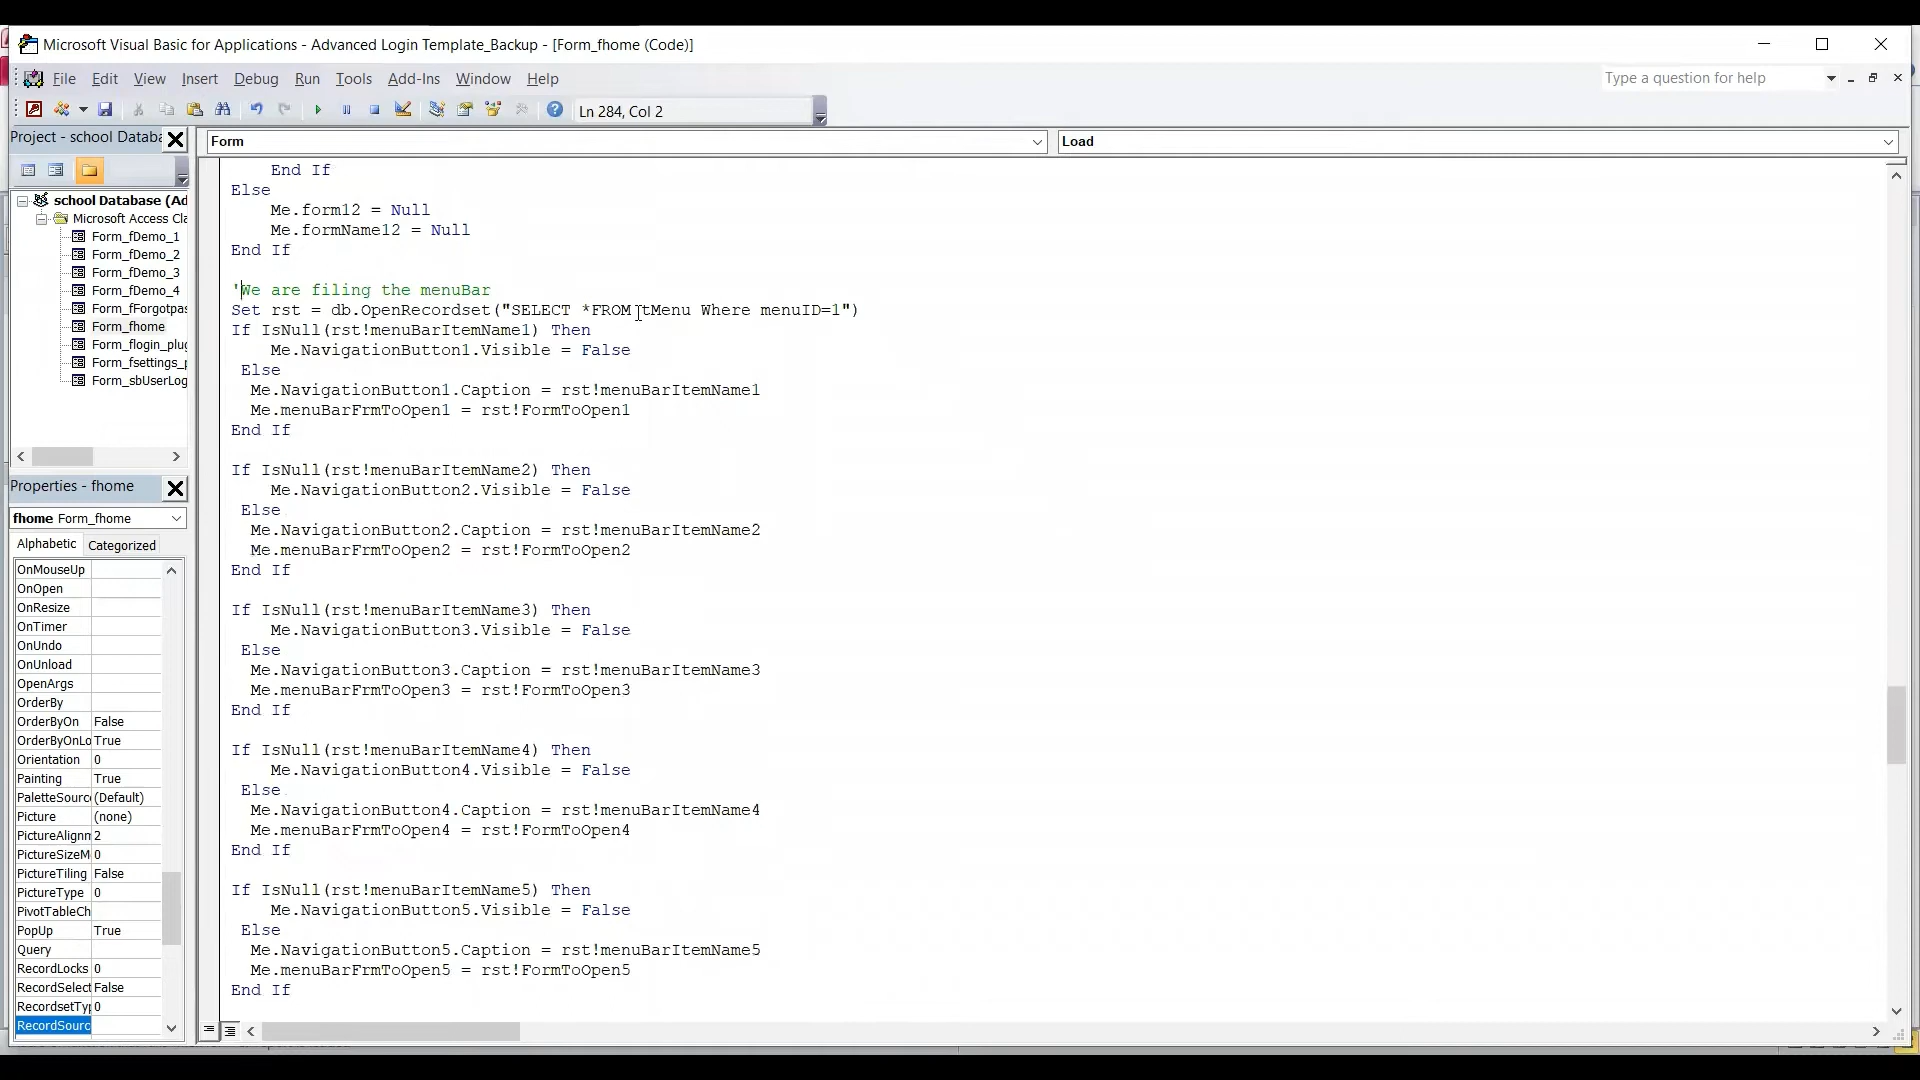 Microsoft Visual Basic for Applications - Advanced Login Template_Backup - [Form_fhome (Code)]
File Edit View Insert Debug Run Tools Add-Ins Window Help
Type a question for help
Ln 284, Col 2
Project - school Databa
Form
Load
school Database (Ad
Microsoft Access Cla
Form_fDemo_1
Form_fDemo_2
Form_fDemo_3
Form_fDemo_4
Form_fForgotpas
Form_fhome
Form_flogin_plug
Form_fsettings_p
Form_sbUserLog
Properties - fhome
fhome Form_fhome
Alphabetic Categorized
OnMouseUp
OnOpen
OnResize
OnTimer
OnUndo
OnUnload
OpenArgs
OrderBy
OrderByOn False
OrderByOnLo True
Orientation 0
Painting True
PaletteSourc (Default)
Picture (none)
PictureAlignm 2
PictureSizeM 0
PictureTiling False
PictureType 0
PivotTableCh
PopUp True
Query
RecordLocks 0
RecordSelect False
RecordsetTyp 0
RecordSourc
End If
Else
Me.form12 = Null
Me.formName12 = Null
End If
'We are filing the menuBar
Set rst = db.OpenRecordset("SELECT *FROM tMenu Where menuID=1")
If IsNull(rst!menuBarItemName1) Then
Me.NavigationButton1.Visible = False
Else
Me.NavigationButton1.Caption = rst!menuBarItemName1
Me.menuBarFrmToOpen1 = rst!FormToOpen1
End If
If IsNull(rst!menuBarItemName2) Then
Me.NavigationButton2.Visible = False
Else
Me.NavigationButton2.Caption = rst!menuBarItemName2
Me.menuBarFrmToOpen2 = rst!FormToOpen2
End If
If IsNull(rst!menuBarItemName3) Then
Me.NavigationButton3.Visible = False
Else
Me.NavigationButton3.Caption = rst!menuBarItemName3
Me.menuBarFrmToOpen3 = rst!FormToOpen3
End If
If IsNull(rst!menuBarItemName4) Then
Me.NavigationButton4.Visible = False
Else
Me.NavigationButton4.Caption = rst!menuBarItemName4
Me.menuBarFrmToOpen4 = rst!FormToOpen4
End If
If IsNull(rst!menuBarItemName5) Then
Me.NavigationButton5.Visible = False
Else
Me.NavigationButton5.Caption = rst!menuBarItemName5
Me.menuBarFrmToOpen5 = rst!FormToOpen5
End If